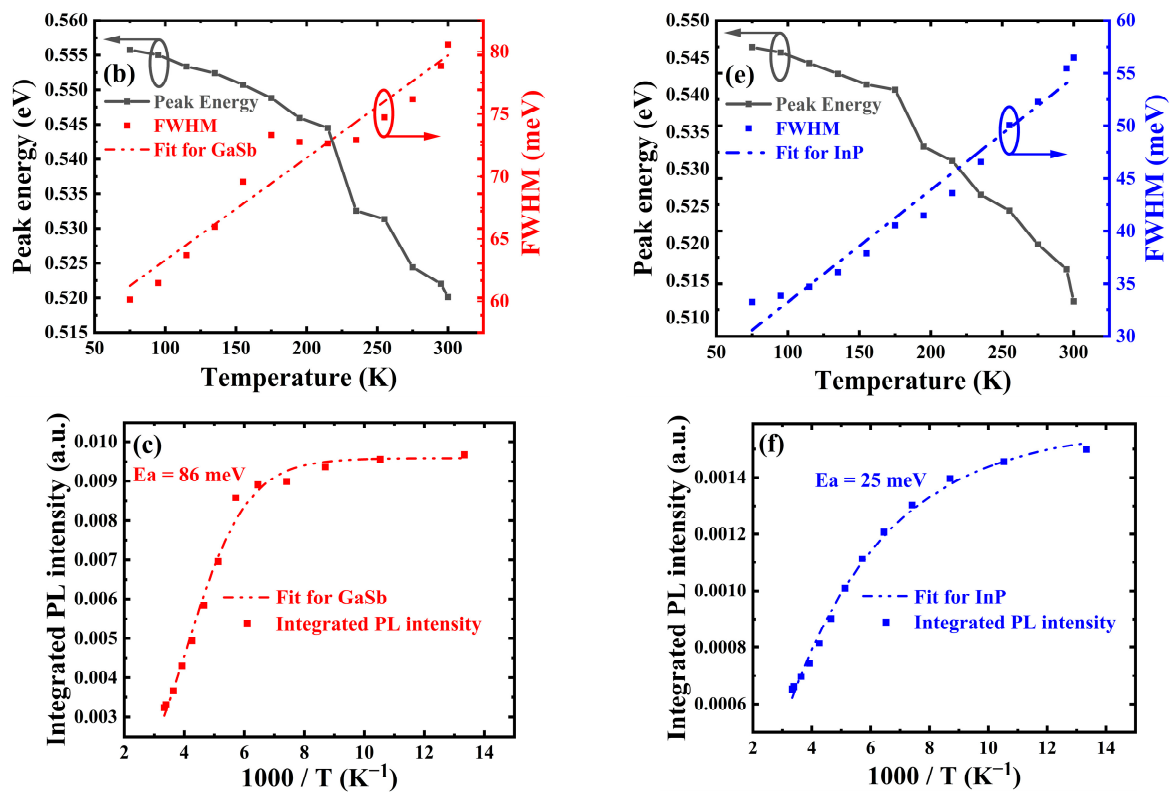 0.560
0.555
0.550
0.545
0.540
0.535
0.530
0.525
0.520
0.515
Peak energy (eV)
(b)
Peak Energy
FWHM
Fit for GaSb
80
75
70
65
60
FWHM (meV)
50
100
150
200
250
300
Temperature (K)
0.550
0.545
0.540
0.535
0.530
0.525
0.520
0.515
0.510
Peak energy (eV)
(e)
Peak Energy
FWHM
Fit for InP
60
55
50
45
40
35
30
FWHM (meV)
50
100
150
200
250
300
Temperature (K)
0.010
0.009
0.008
0.007
0.006
0.005
0.004
0.003
Integrated PL intensity (a.u.)
(c)
Ea = 86 meV
Fit for GaSb
Integrated PL intensity
2
4
6
8
10
12
14
1000 / T (K⁻¹)
0.0014
0.0012
0.0010
0.0008
0.0006
Integrated PL intensity (a.u.)
(f)
Ea = 25 meV
Fit for InP
Integrated PL intensity
2
4
6
8
10
12
14
1000 / T (K⁻¹)